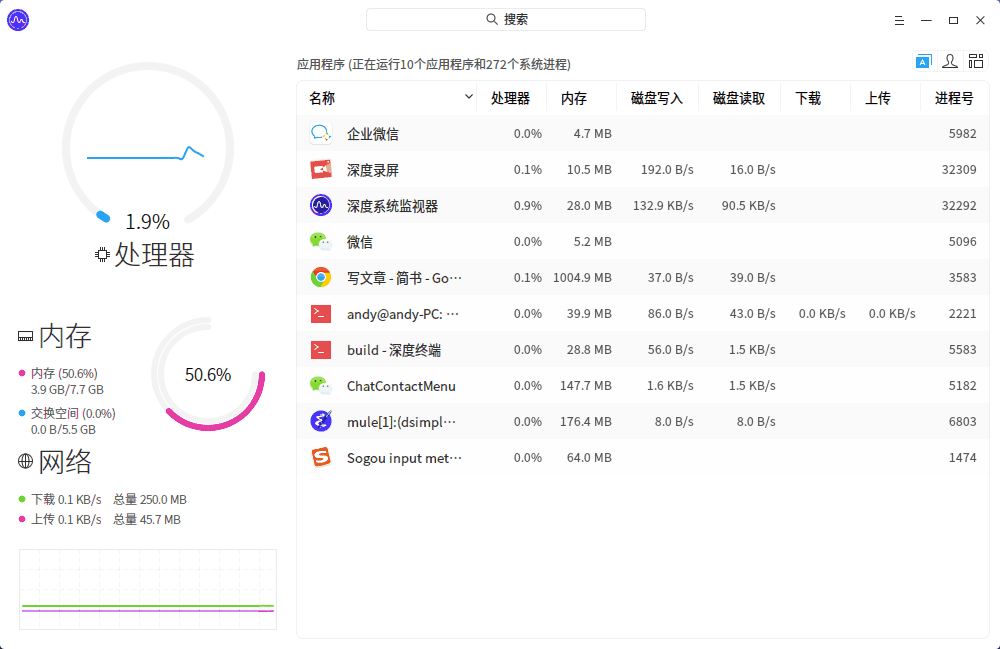 搜索
应用程序 (正在运行10个应用程序和272个系统进程)
名称 处理器 内存 磁盘写入 磁盘读取 下载 上传 进程号
企业微信 0.0% 4.7 MB 5982
深度录屏 0.1% 10.5 MB 192.0 B/s 16.0 B/s 32309
深度系统监视器 0.9% 28.0 MB 132.9 KB/s 90.5 KB/s 32292
微信 0.0% 5.2 MB 5096
写文章 - 简书 - Go··· 0.1% 1004.9 MB 37.0 B/s 39.0 B/s 3583
andy@andy-PC: ··· 0.0% 39.9 MB 86.0 B/s 43.0 B/s 0.0 KB/s 0.0 KB/s 2221
build - 深度终端 0.0% 28.8 MB 56.0 B/s 1.5 KB/s 5583
ChatContactMenu 0.0% 147.7 MB 1.6 KB/s 1.5 KB/s 5182
mule[1]:(dsimpl··· 0.0% 176.4 MB 8.0 B/s 8.0 B/s 6803
Sogou input met··· 0.0% 64.0 MB 1474
1.9%
处理器
内存
内存 (50.6%)
3.9 GB/7.7 GB
交换空间 (0.0%)
0.0 B/5.5 GB
50.6%
网络
下载 0.1 KB/s 总量 250.0 MB
上传 0.1 KB/s 总量 45.7 MB